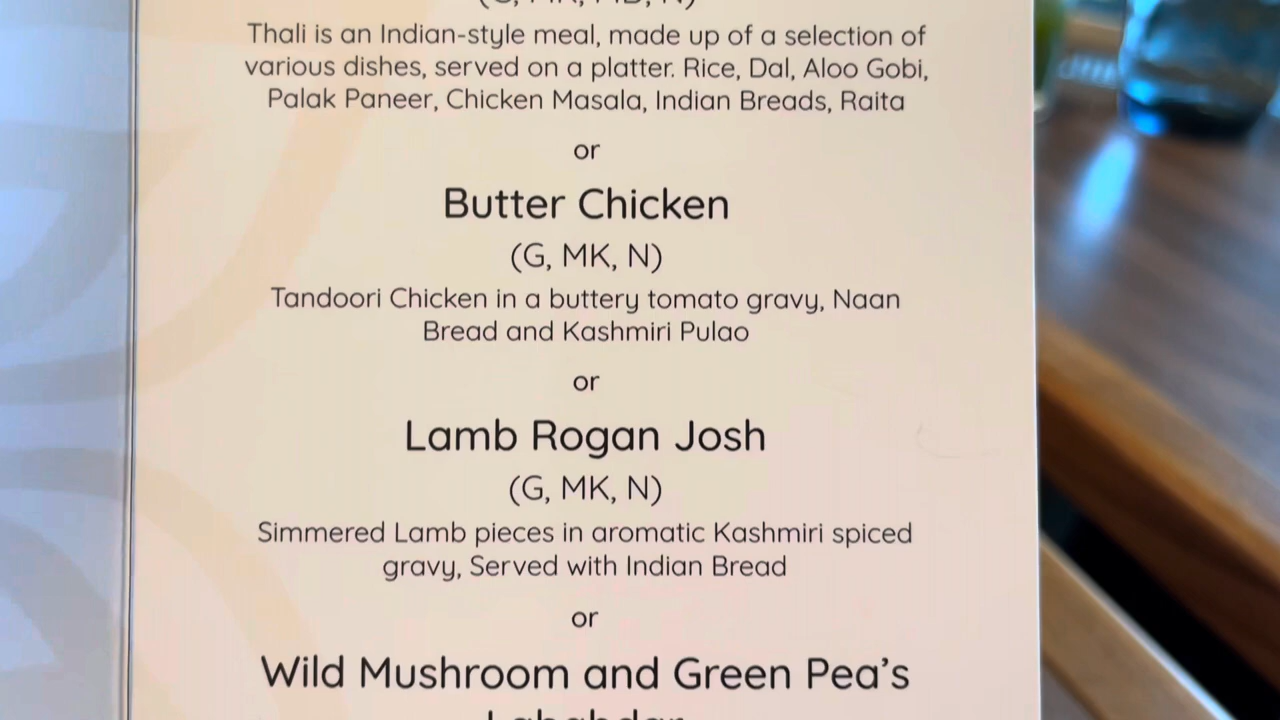 Thali is an Indian-style meal, made up of a selection of
various dishes, served on a platter. Rice, Dal, Aloo Gobi,
Palak Paneer, Chicken Masala, Indian Breads, Raita
or
Butter Chicken
(G, MK, N)
Tandoori Chicken in a buttery tomato gravy, Naan
Bread and Kashmiri Pulao
or
Lamb Rogan Josh
(G, MK, N)
Simmered Lamb pieces in aromatic Kashmiri spiced
gravy, Served with Indian Bread
or
Wild Mushroom and Green Pea's